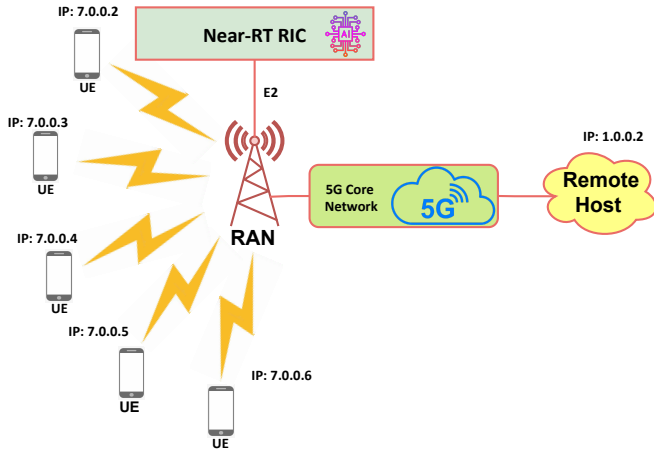 IP: 7.0.0.2
UE
Near-RT RIC
AI
E2
IP: 7.0.0.3
UE
IP: 1.0.0.2
5G Core
Network
5G
Remote
Host
RAN
IP: 7.0.0.4
UE
IP: 7.0.0.5
UE
IP: 7.0.0.6
UE